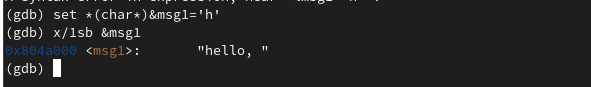 (gdb) set *(char*)&msg1='h'
(gdb) x/1sb &msg1
0x804a000 <msg1>:	"hello, "
(gdb)